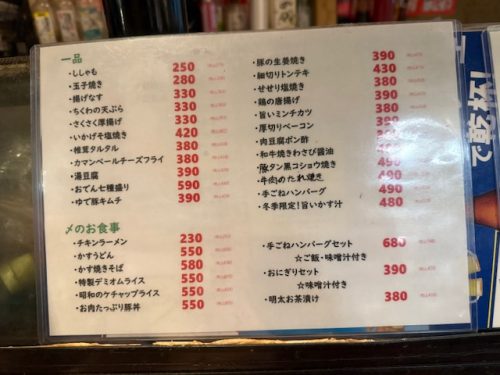 一品
・ししゃも 250
・玉子焼き 280
・揚げなす 330
・ちくわの天ぷら 330
・さくさく厚揚げ 330
・いかげそ塩焼き 420
・椎茸タルタル 380
・カマンベールチーズフライ 380
・湯豆腐 390
・おでん七種盛り 590
・ゆで豚キムチ 390
〆のお食事
・チキンラーメン 230
・かすうどん 550
・かす焼きそば 580
・特製デミオムライス 550
・昭和のケチャップライス 550
・お肉たっぷり豚丼 550
・豚の生姜焼き 390
・細切りトンテキ 430
・せせり塩焼き 380
・鶏の唐揚げ 380
・旨いミンチカツ
・厚切りベーコン
・肉豆腐ポン酢
・和牛焼きわさび醤油
・豚タン黒コショウ焼き 490
・牛肉のたれ焼き 490
・手ごねハンバーグ 490
・冬季限定!旨いかす汁 480
・手ごねハンバーグセット 680
☆ご飯・味噌汁付き
・おにぎりセット 390
☆味噌汁付き
・明太お茶漬け 380
で乾杯!